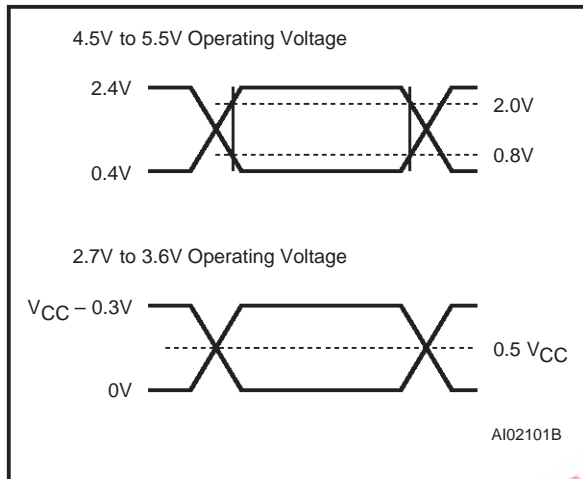 4.5V to 5.5V Operating Voltage
2.4V
2.0V
0.8V
0.4V
2.7V to 3.6V Operating Voltage
VCC – 0.3V
0.5 VCC
0V
AI02101B